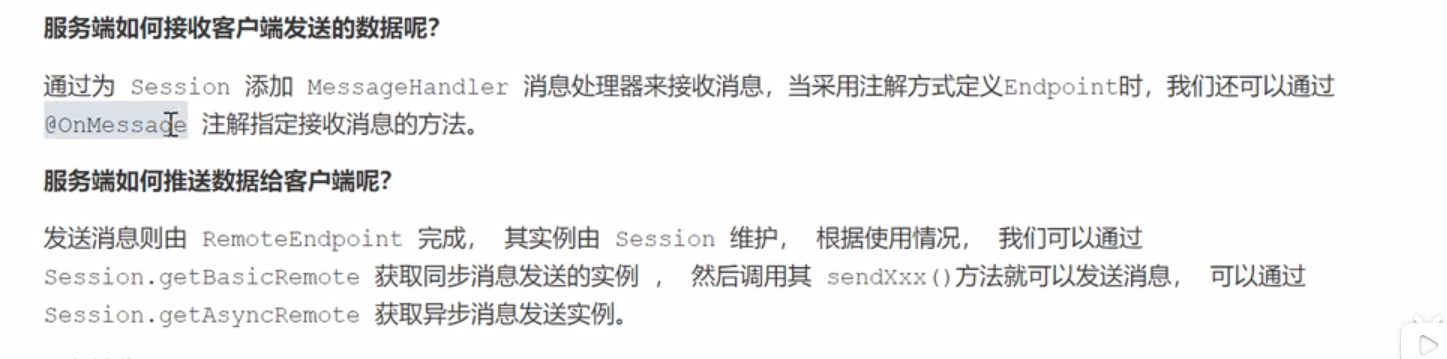 服务端如何接收客户端发送的数据呢？
通过为 Session 添加 MessageHandler 消息处理器来接收消息，当采用注解方式定义Endpoint时，我们还可以通过
@OnMessage 注解指定接收消息的方法。
服务端如何推送数据给客户端呢？
发送消息则由 RemoteEndpoint 完成， 其实例由 Session 维护， 根据使用情况， 我们可以通过
Session.getBasicRemote 获取同步消息发送的实例 ， 然后调用其 sendXxx()方法就可以发送消息， 可以通过
Session.getAsyncRemote 获取异步消息发送实例。